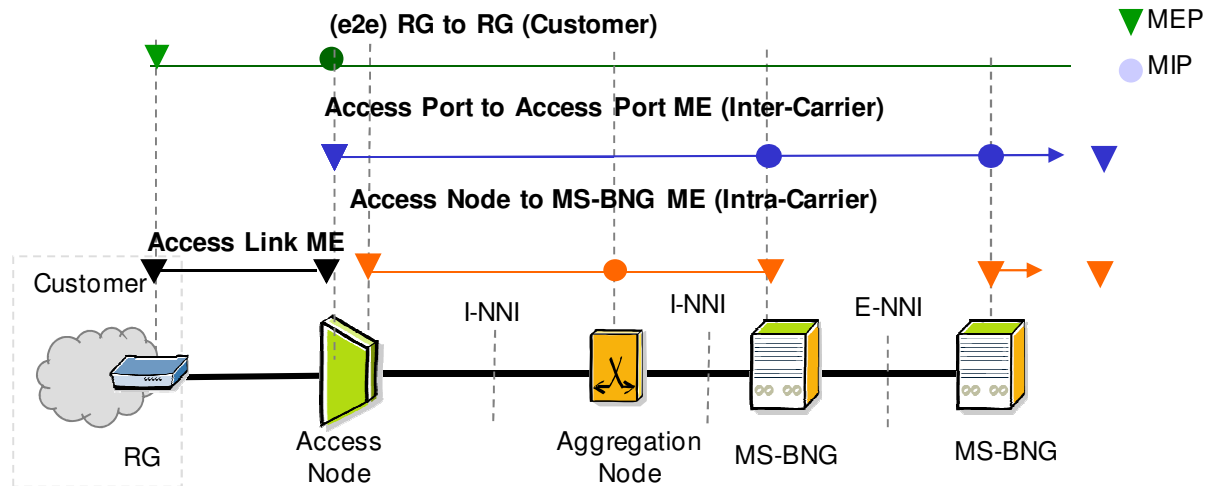 (e2e) RG to RG (Customer)
MEP
MIP
Access Port to Access Port ME (Inter-Carrier)
Access Node to MS-BNG ME (Intra-Carrier)
Access Link ME
Customer
I-NNI
I-NNI
E-NNI
RG
Access
Node
Aggregation
Node
MS-BNG
MS-BNG